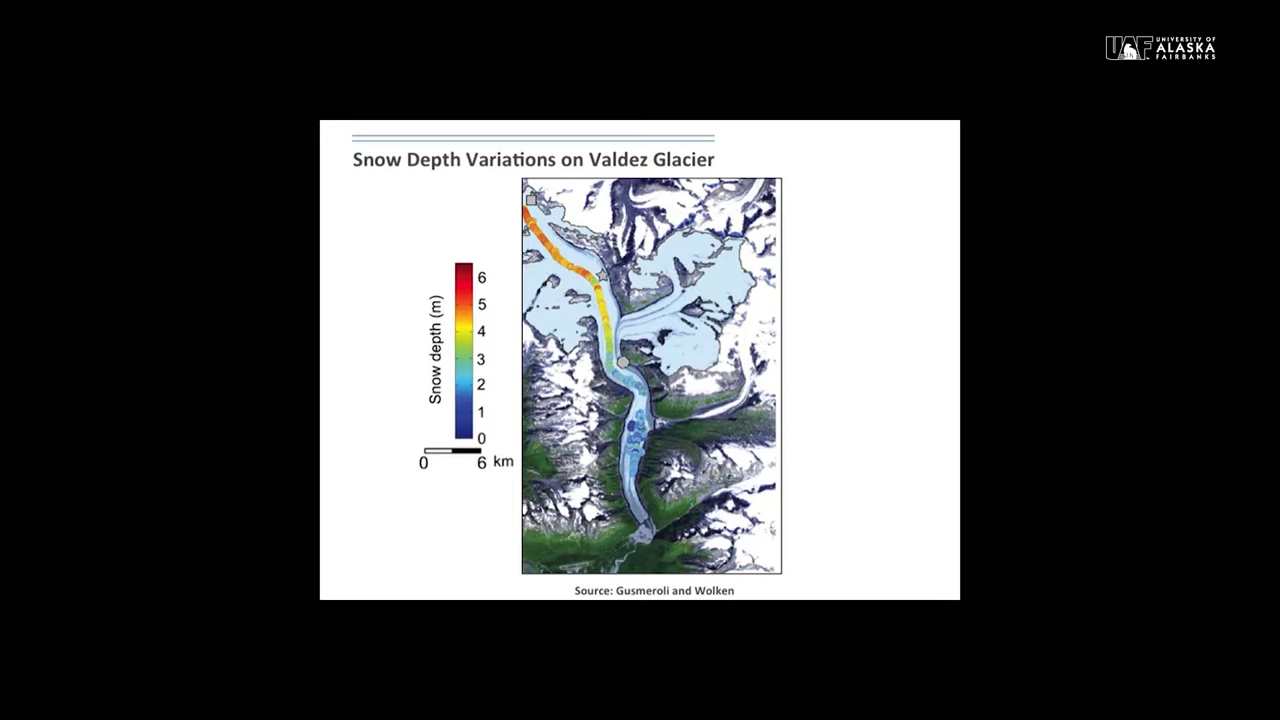 UAF UNIVERSITY OF
ALASKA
FAIRBANKS
Snow Depth Variations on Valdez Glacier
Snow depth (m)
6
5
4
3
2
1
0
0 6 km
Source: Gusmeroli and Wolken